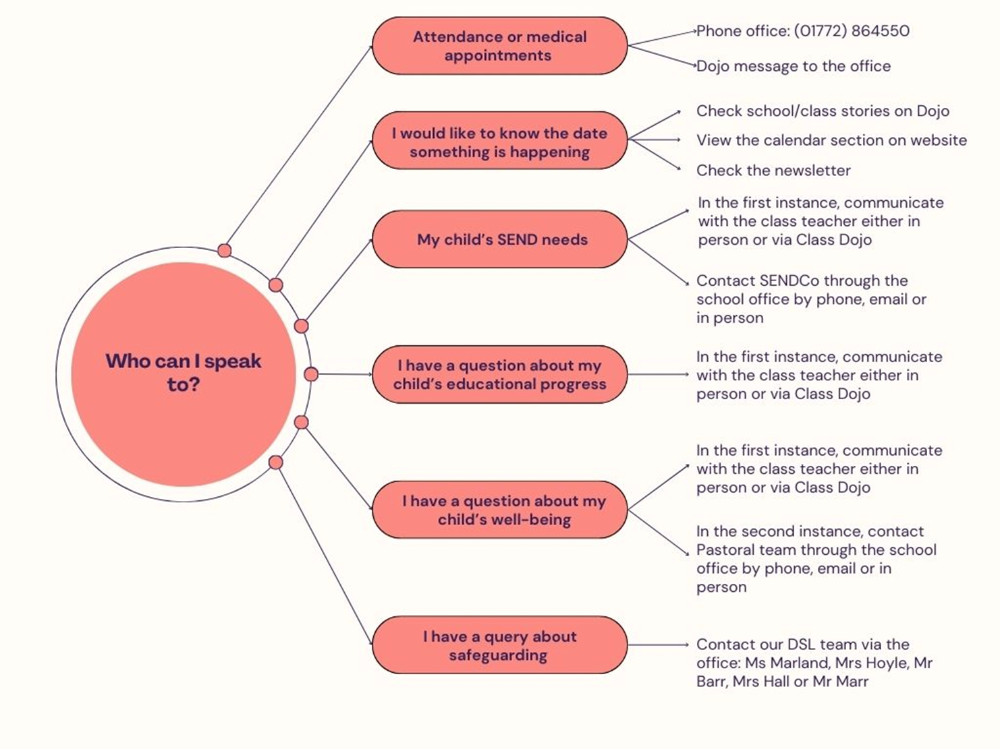 Who can I speak
to?
Attendance or medical
appointments
Phone office: (01772) 864550
Dojo message to the office
I would like to know the date
something is happening
Check school/class stories on Dojo
View the calendar section on website
Check the newsletter
My child's SEND needs
In the first instance, communicate
with the class teacher either in
person or via Class Dojo
Contact SENDCo through the
school office by phone, email or
in person
I have a question about my
child's educational progress
In the first instance, communicate
with the class teacher either in
person or via Class Dojo
I have a question about my
child's well-being
In the first instance, communicate
with the class teacher either in
person or via Class Dojo
In the second instance, contact
Pastoral team through the school
office by phone, email or in
person
I have a query about
safeguarding
Contact our DSL team via the
office: Ms Marland, Mrs Hoyle, Mr
Barr, Mrs Hall or Mr Marr